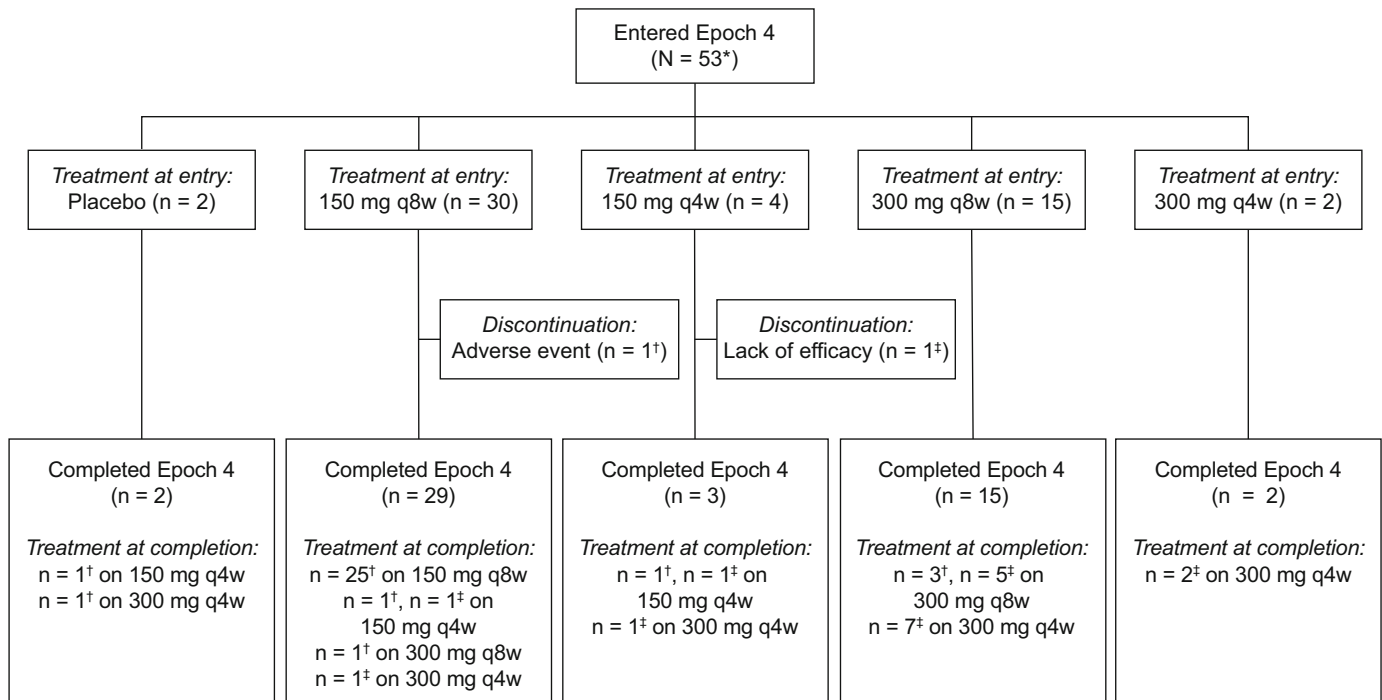 Entered Epoch 4
(N = 53*)
Treatment at entry:
Placebo (n = 2)
Treatment at entry:
150 mg q8w (n = 30)
Treatment at entry:
150 mg q4w (n = 4)
Treatment at entry:
300 mg q8w (n = 15)
Treatment at entry:
300 mg q4w (n = 2)
Discontinuation:
Adverse event (n = 1†)
Discontinuation:
Lack of efficacy (n = 1‡)
Completed Epoch 4
(n = 2)
Treatment at completion:
n = 1† on 150 mg q4w
n = 1† on 300 mg q4w
Completed Epoch 4
(n = 29)
Treatment at completion:
n = 25† on 150 mg q8w
n = 1†, n = 1‡ on
150 mg q4w
n = 1† on 300 mg q8w
n = 1‡ on 300 mg q4w
Completed Epoch 4
(n = 3)
Treatment at completion:
n = 1†, n = 1‡ on
150 mg q4w
n = 1‡ on 300 mg q4w
Completed Epoch 4
(n = 15)
Treatment at completion:
n = 3†, n = 5‡ on
300 mg q8w
n = 7‡ on 300 mg q4w
Completed Epoch 4
(n = 2)
Treatment at completion:
n = 2‡ on 300 mg q4w